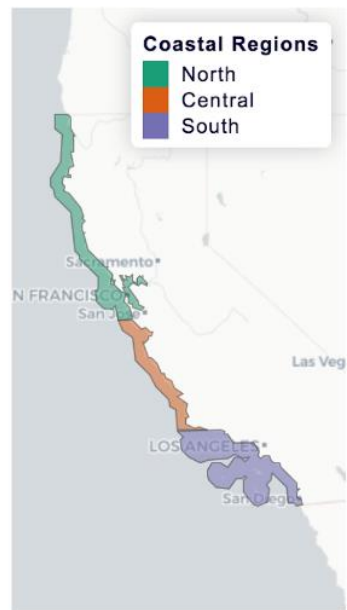 Coastal Regions
North
Central
South
Sacramento
N FRANCISCO
San Jose
Las Veg
LOS ANGELES
San Diego